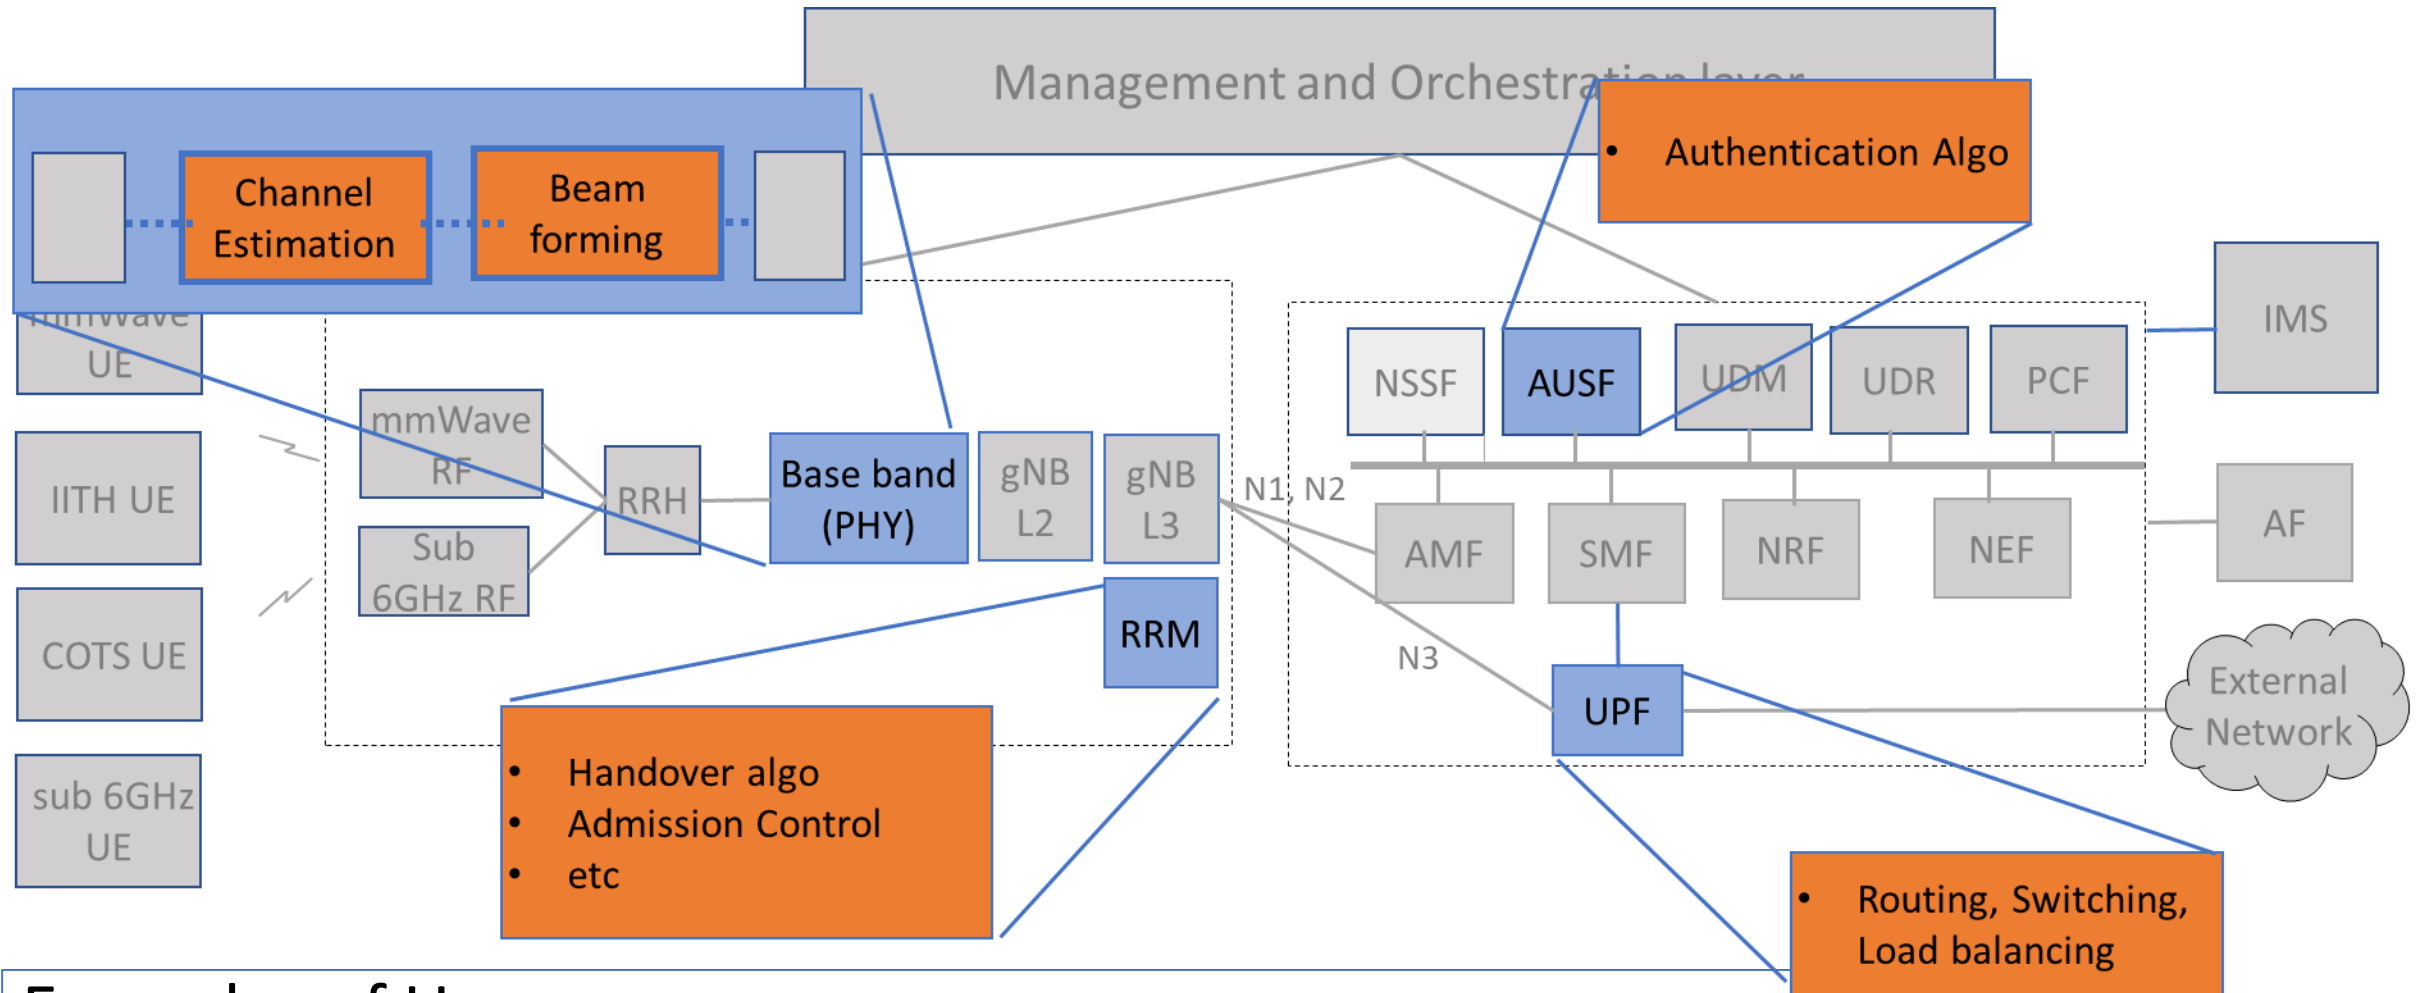 Management and Orchestration layer
• Authentication Algo
Channel
Estimation
Beam
forming
mmWave
UE
IITH UE
COTS UE
sub 6GHz
UE
mmWave
RF
Sub
6GHz RF
RRH
Base band
(PHY)
gNB
L2
gNB
L3
RRM
N1, N2
N3
NSSF
AUSF
UDM
UDR
PCF
AMF
SMF
NRF
NEF
UPF
IMS
AF
External
Network
• Handover algo
• Admission Control
• etc
• Routing, Switching,
Load balancing